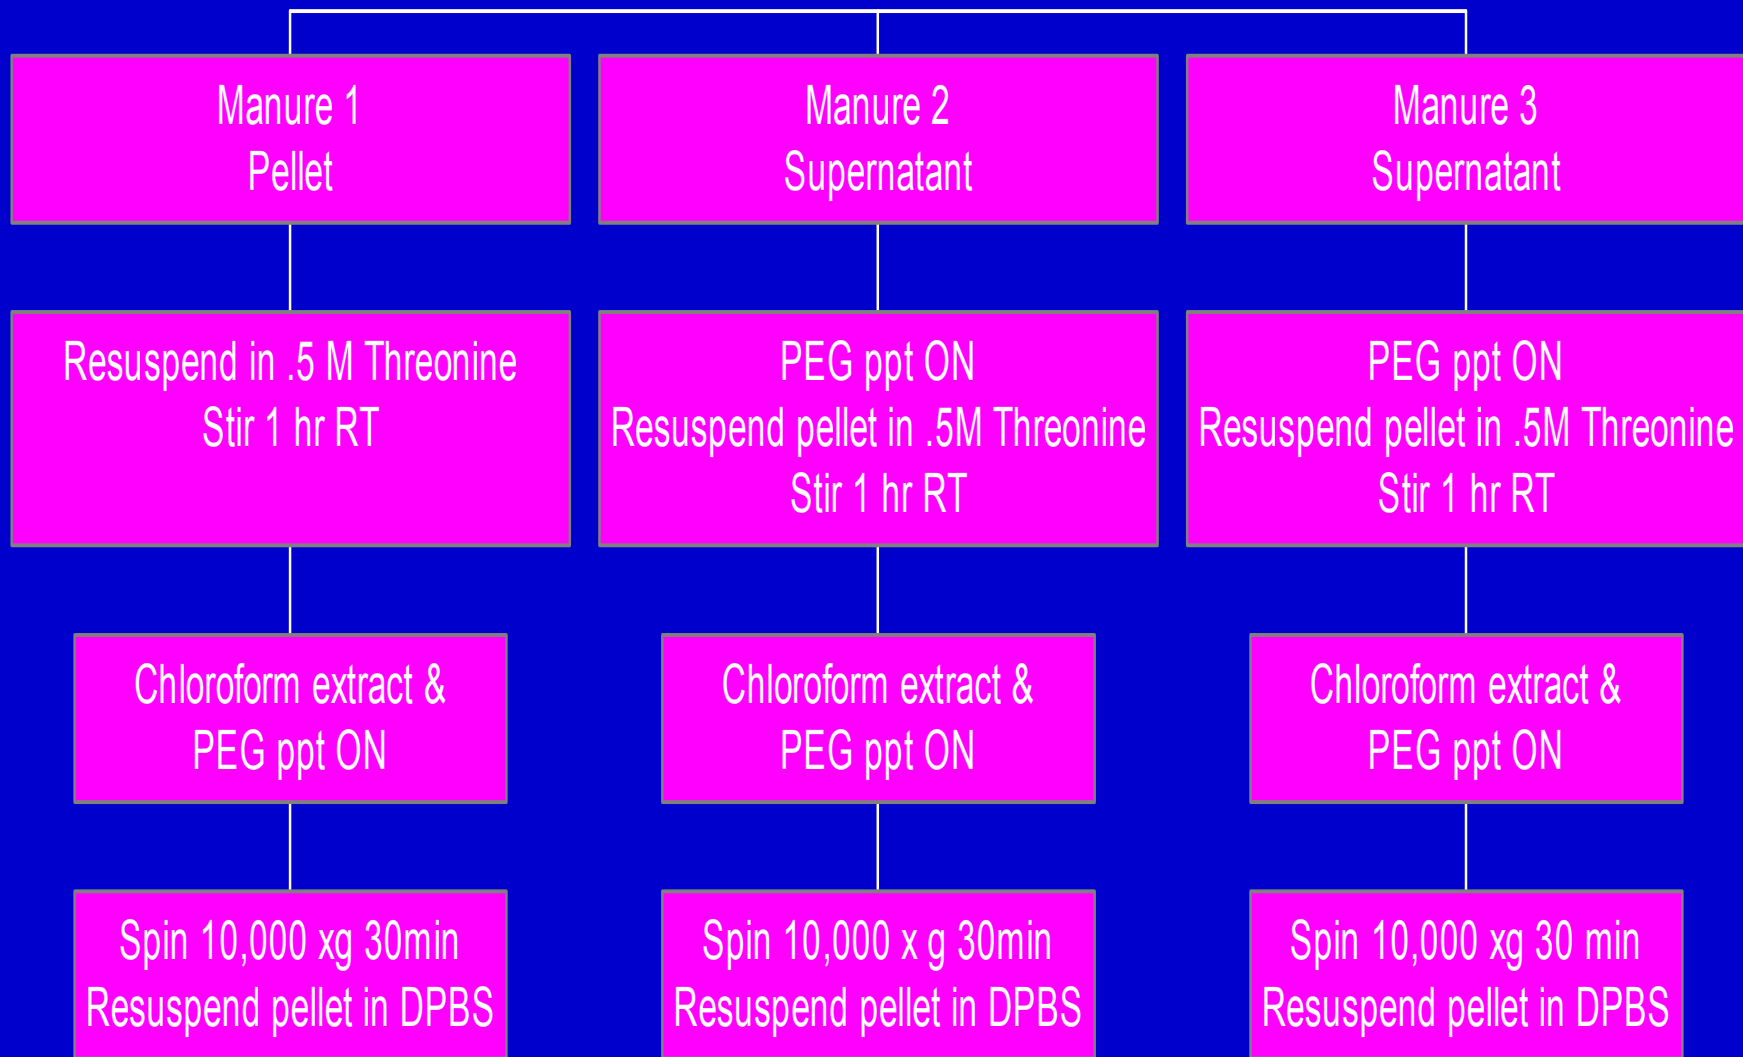 Manure 1
Pellet
Manure 2
Supernatant
Manure 3
Supernatant
Resuspend in .5 M Threonine
Stir 1 hr RT
PEG ppt ON
Resuspend pellet in .5M Threonine
Stir 1 hr RT
PEG ppt ON
Resuspend pellet in .5M Threonine
Stir 1 hr RT
Chloroform extract &
PEG ppt ON
Chloroform extract &
PEG ppt ON
Chloroform extract &
PEG ppt ON
Spin 10,000 xg 30min
Resuspend pellet in DPBS
Spin 10,000 x g 30min
Resuspend pellet in DPBS
Spin 10,000 xg 30 min
Resuspend pellet in DPBS